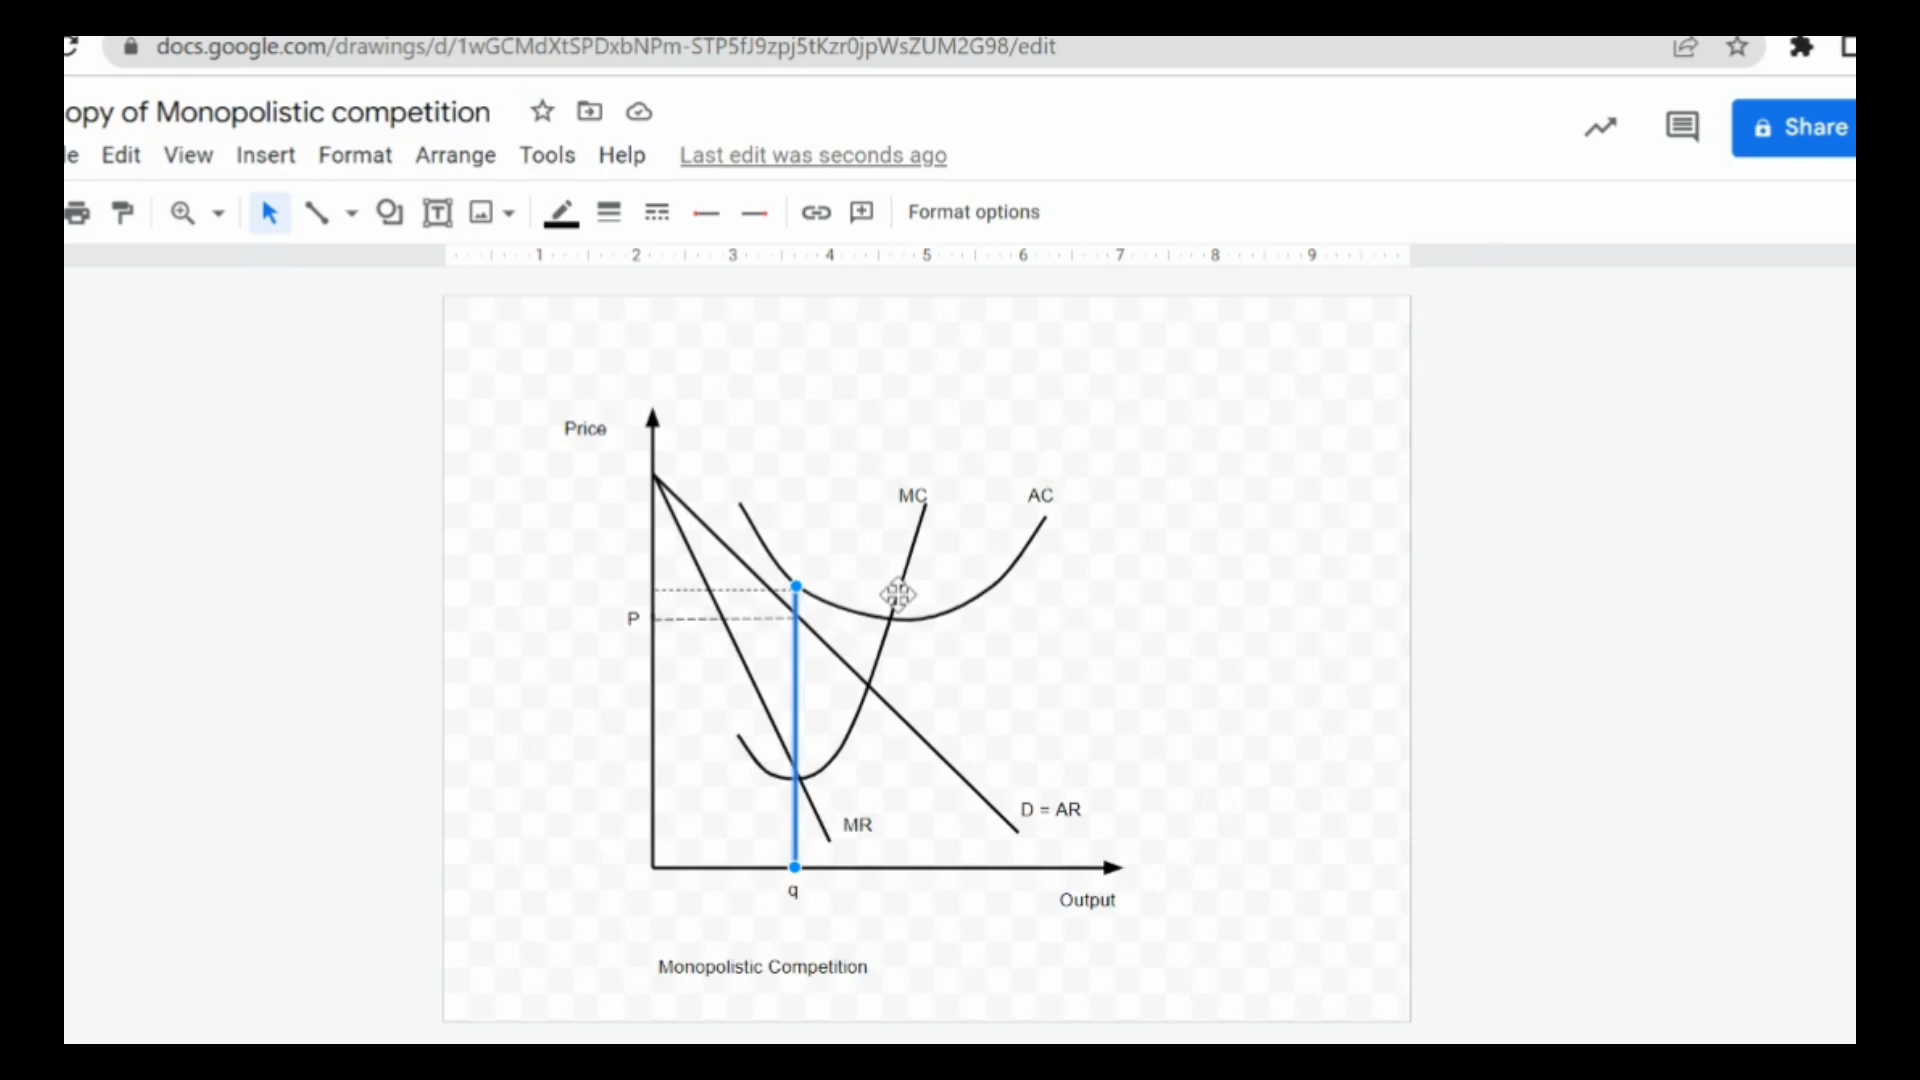 docs.google.com/drawings/d/1wGCMdXtSPDxbNPm-STP5fJ9zpj5tKzr0jpWsZUM2G98/edit
opy of Monopolistic competition
le Edit View Insert Format Arrange Tools Help Last edit was seconds ago
Share
Format options
1 2 3 4 5 6 7 8 9
Price
MC AC
P
D = AR
MR
q
Output
Monopolistic Competition